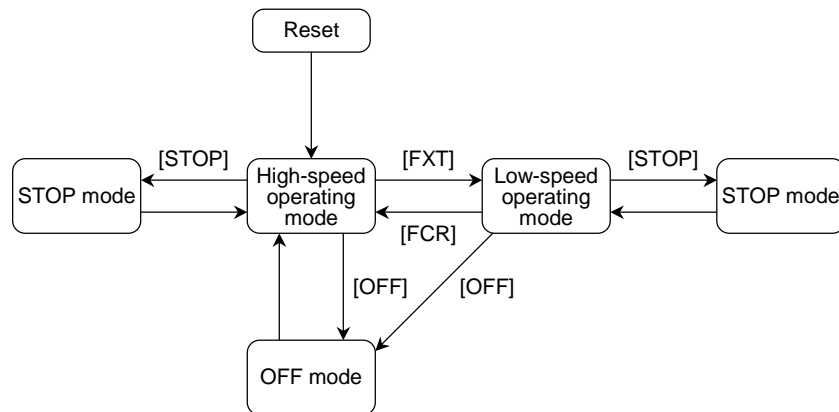 Reset
[STOP]
[FXT]
[STOP]
STOP mode
High-speed
operating
mode
Low-speed
operating
mode
STOP mode
[FCR]
[OFF]
[OFF]
OFF mode